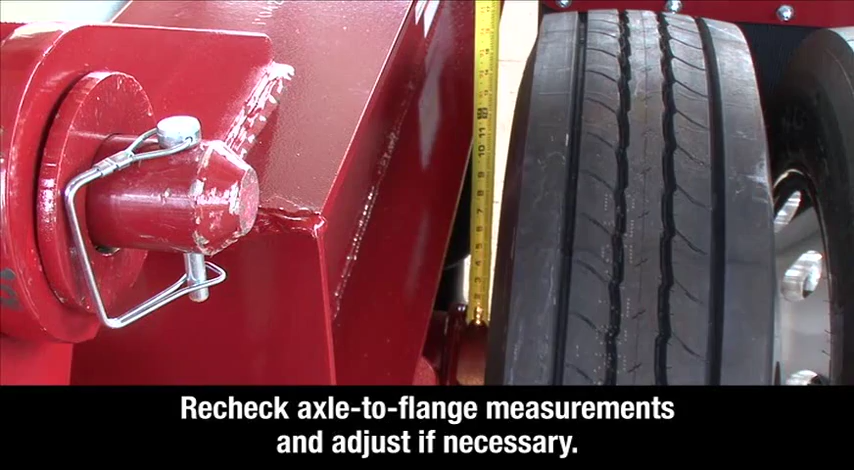 Recheck axle-to-flange measurements
and adjust if necessary.